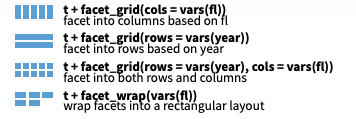 t + facet_grid(cols = vars(fl))
facet into columns based on fl
t + facet_grid(rows = vars(year))
facet into rows based on year
t + facet_grid(rows = vars(year), cols = vars(fl))
facet into both rows and columns
t + facet_wrap(vars(fl))
wrap facets into a rectangular layout